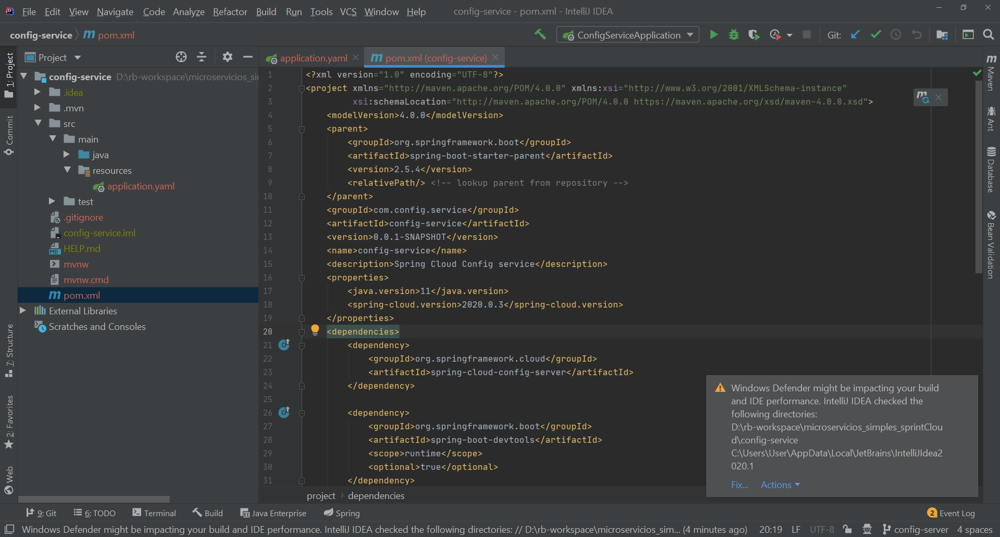 File Edit View Navigate Code Analyze Refactor Build Run Tools VCS Window Help config-service - pom.xml - IntelliJ IDEA
config-service pom.xml ConfigServiceApplication Git:
Project application.yaml pom.xml (config-service)
config-service D:\rb-workspace\microservicios_si
.idea
.mvn
src
main
java
resources
application.yaml
test
.gitignore
config-service.iml
HELP.md
mvnw
mvnw.cmd
pom.xml
External Libraries
Scratches and Consoles
1: Project
Commit
7: Structure
2: Favorites
Web
1 <?xml version="1.0" encoding="UTF-8"?>
2 <project xmlns="http://maven.apache.org/POM/4.0.0" xmlns:xsi="http://www.w3.org/2001/XMLSchema-instance"
3 xsi:schemaLocation="http://maven.apache.org/POM/4.0.0 https://maven.apache.org/xsd/maven-4.0.0.xsd">
4 <modelVersion>4.0.0</modelVersion>
5 <parent>
6 <groupId>org.springframework.boot</groupId>
7 <artifactId>spring-boot-starter-parent</artifactId>
8 <version>2.5.4</version>
9 <relativePath/> <!-- lookup parent from repository -->
10 </parent>
11 <groupId>com.config.service</groupId>
12 <artifactId>config-service</artifactId>
13 <version>0.0.1-SNAPSHOT</version>
14 <name>config-service</name>
15 <description>Spring Cloud Config service</description>
16 <properties>
17 <java.version>11</java.version>
18 <spring-cloud.version>2020.0.3</spring-cloud.version>
19 </properties>
20 <dependencies>
21 <dependency>
22 <groupId>org.springframework.cloud</groupId>
23 <artifactId>spring-cloud-config-server</artifactId>
24 </dependency>
25
26 <dependency>
27 <groupId>org.springframework.boot</groupId>
28 <artifactId>spring-boot-devtools</artifactId>
29 <scope>runtime</scope>
30 <optional>true</optional>
31 </dependency>
project dependencies
Maven
Ant
Database
Bean Validation
Windows Defender might be impacting your build
and IDE performance. IntelliJ IDEA checked the
following directories:
D:\rb-workspace\microservicios_simples_sprintClou
d\config-service
C:\Users\User\AppData\Local\JetBrains\IntelliJIdea2
020.1
Fix... Actions
9: Git 6: TODO Terminal Build Java Enterprise Spring 2 Event Log
Windows Defender might be impacting your build and IDE performance. IntelliJ IDEA checked the following directories: // D:\rb-workspace\microservicios_sim... (4 minutes ago) 20:19 LF UTF-8 config-server 4 spaces